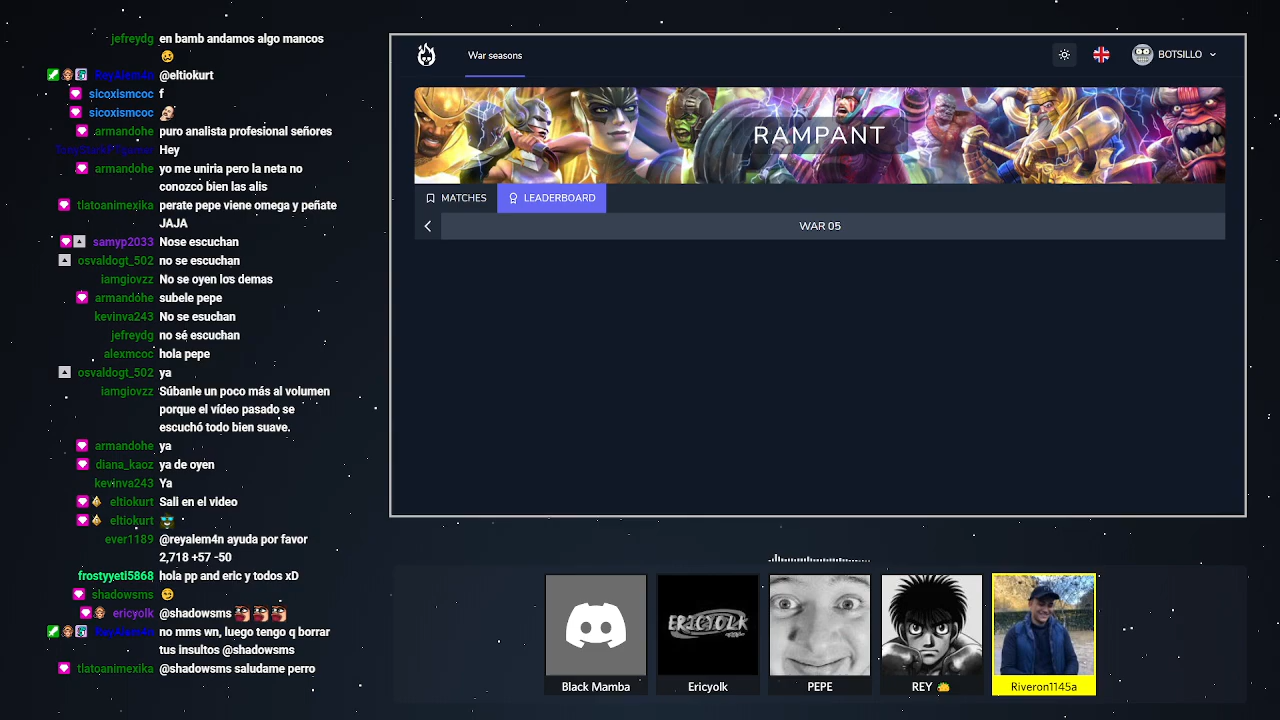 jefreydg en bamb andamos algo mancos
ReyAlem4n @eltiokurt
sicoxismcoc f
sicoxismcoc
armandohe puro analista profesional señores
Hey
armandohe yo me uniria pero la neta no
conozcó bien las alis
tlatoanimexika perate pepe viene omega y peñate
JAJA
samyp2033 Nose escuchan
osvaldogt_502 no se escuchan
iamgiovzz No se oyen los demas
armandohe subele pepe
kevinva243 No se esucban
jefreydg no sé escuchan
alexmcoc hola pepe
osvaldogt_502 ya
iamgiovzz Súbanle un poco más al volumen
porque el vídeo pasado se
escuchó todo bien suave.
armandohe ya
diana_kaoz ya de oyen
kevinva243 Ya
eltiokurt Sali en el video
eltiokurt
ever1189 @reyalem4n ayuda por favor
2,718 +57 -50
frostyyeti5868 hola pp and eric y todos xD
shadowsms
ericyolk @shadowsms
ReyAlem4n no mms wn, luego tengo q borrar
tus insultos @shadowsms
tlatoanimexika @shadowsms saludame perro
War seasons
BOTSILLO
RAMPANT
MATCHES
LEADERBOARD
WAR 05
ERICYOLK
Black Mamba
Ericyolk
PEPE
REY
Riveron1145a